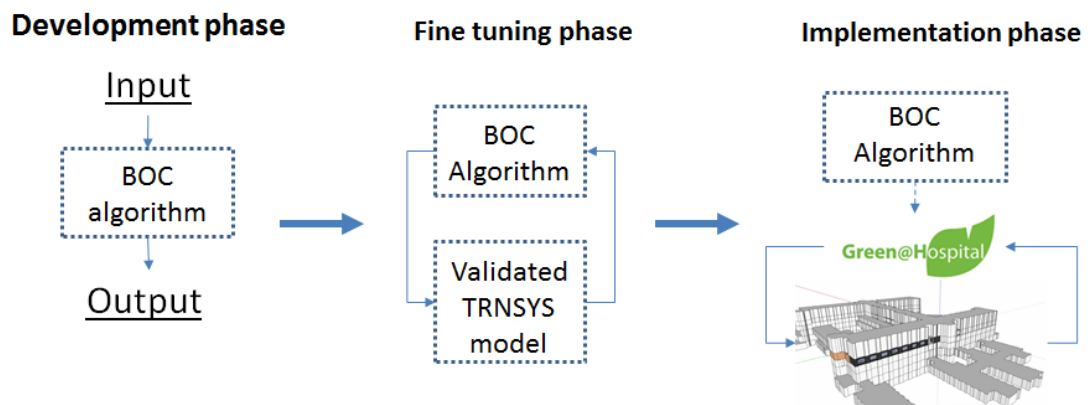 Development phase
Input
BOC
algorithm
Output
Fine tuning phase
BOC
Algorithm
Validated
TRNSYS
model
Implementation phase
BOC
Algorithm
Green@Hospital